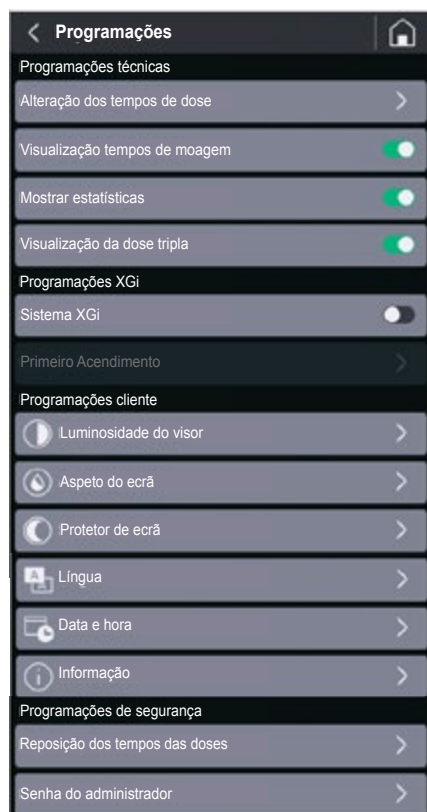 Programações
Programações técnicas
Alteração dos tempos de dose
Visualização tempos de moagem
Mostrar estatísticas
Visualização da dose tripla
Programações XGi
Sistema XGi
Primeiro Acendimento
Programações cliente
Luminosidade do visor
Aspeto do ecrã
Protetor de ecrã
Língua
Data e hora
Informação
Programações de segurança
Reposição dos tempos das doses
Senha do administrador